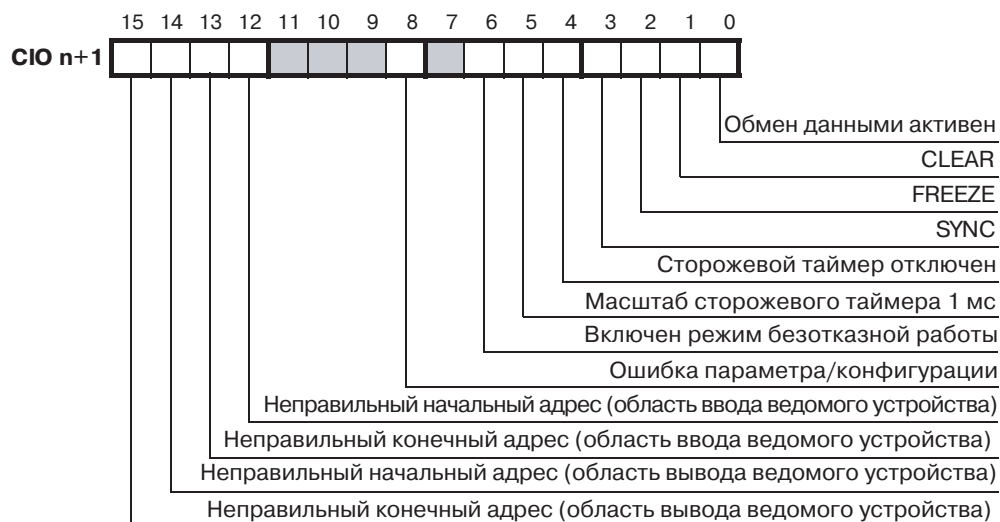 15 14 13 12 11 10 9 8 7 6 5 4 3 2 1 0
CIO n+1
Обмен данными активен
CLEAR
FREEZE
SYNC
Сторожевой таймер отключен
Масштаб сторожевого таймера 1 мс
Включен режим безотказной работы
Ошибка параметра/конфигурации
Неправильный начальный адрес (область ввода ведомого устройства)
Неправильный конечный адрес (область ввода ведомого устройства)
Неправильный начальный адрес (область вывода ведомого устройства)
Неправильный конечный адрес (область вывода ведомого устройства)